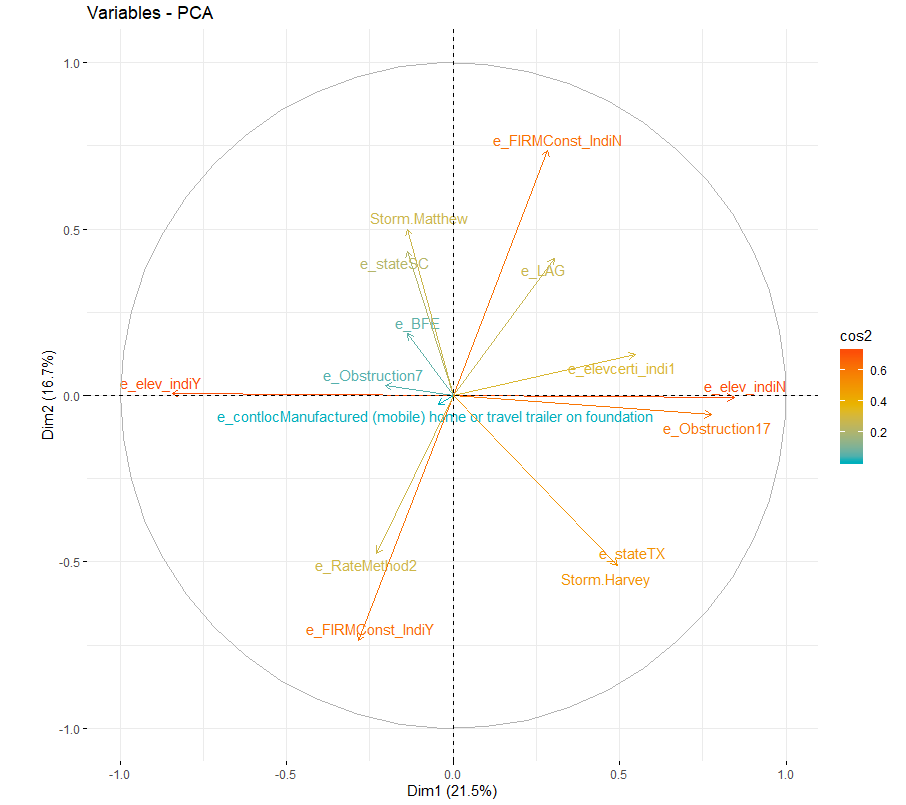 Variables - PCA
1.0
e_FIRMConst_IndiN
Storm.Matthew
0.5
e_stateSC
e_LAG
e_BFE
e_Obstruction7
e_elevcerti_indi1
e_elev_indiY
e_elev_indiN
0.0
e_contlocManufactured (mobile) home or travel trailer on foundation
e_Obstruction17
e_stateTX
-0.5
e_RateMethod2
Storm.Harvey
e_FIRMConst_IndiY
-1.0
Dim2 (16.7%)
-1.0 -0.5 0.0 0.5 1.0
Dim1 (21.5%)
cos2
0.6
0.4
0.2